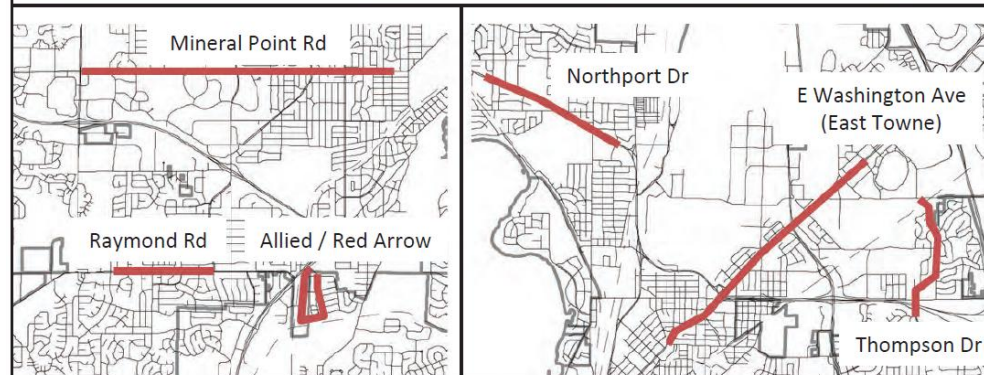 Mineral Point Rd
Raymond Rd
Allied / Red Arrow
Northport Dr
E Washington Ave
(East Towne)
Thompson Dr